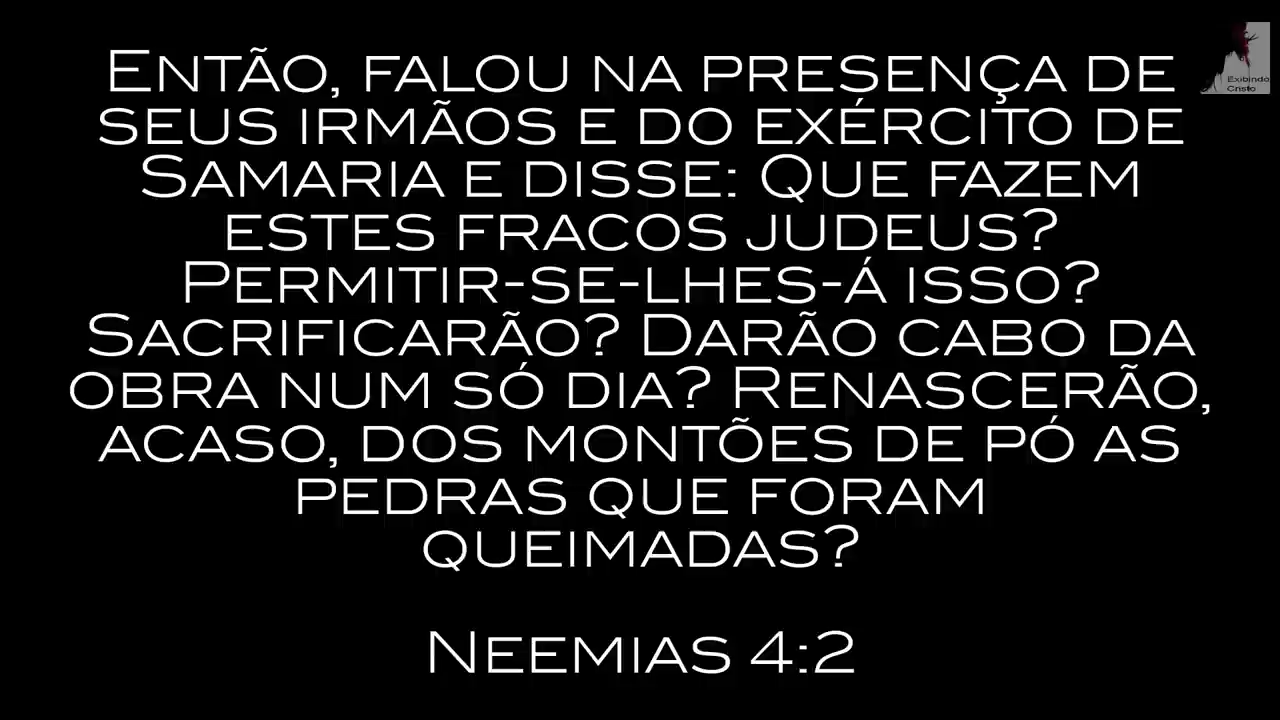 Então, falou na presença de
seus irmãos e do exército de
Samaria e disse: Que fazem
estes fracos judeus?
Permitir-se-lhes-á isso?
Sacrificarão? Darão cabo da
obra num só dia? Renascerão,
acaso, dos montões de pó as
pedras que foram
queimadas?
Neemias 4:2
Exibindo
Cristo